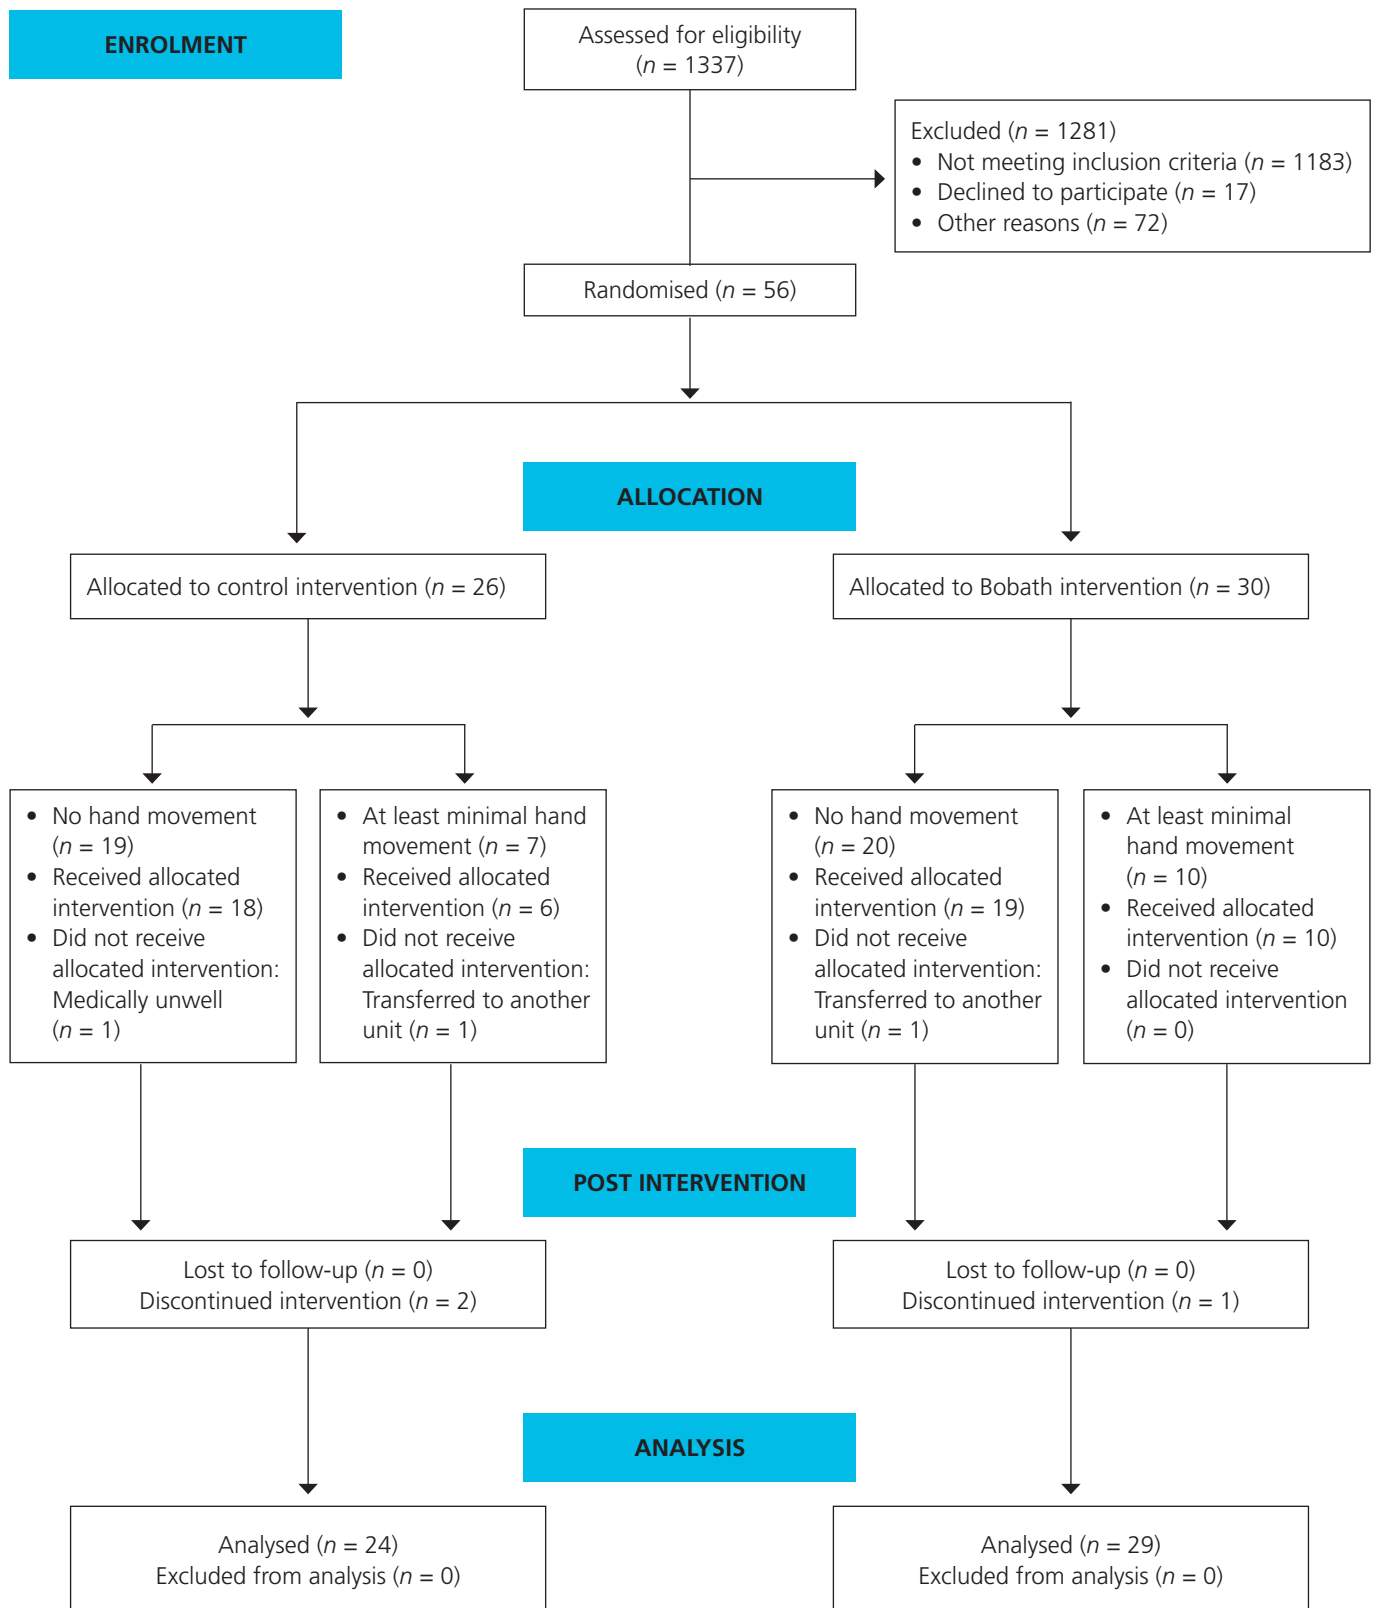 ENROLMENT
Assessed for eligibility
(n = 1337)
Excluded (n = 1281)
• Not meeting inclusion criteria (n = 1183)
• Declined to participate (n = 17)
• Other reasons (n = 72)
Randomised (n = 56)
ALLOCATION
Allocated to control intervention (n = 26)
Allocated to Bobath intervention (n = 30)
• No hand movement
(n = 19)
• Received allocated
intervention (n = 18)
• Did not receive
allocated intervention:
Medically unwell
(n = 1)
• At least minimal hand
movement (n = 7)
• Received allocated
intervention (n = 6)
• Did not receive
allocated intervention:
Transferred to another
unit (n = 1)
• No hand movement
(n = 20)
• Received allocated
intervention (n = 19)
• Did not receive
allocated intervention:
Transferred to another
unit (n = 1)
• At least minimal
hand movement
(n = 10)
• Received allocated
intervention (n = 10)
• Did not receive
allocated intervention
(n = 0)
POST INTERVENTION
Lost to follow-up (n = 0)
Discontinued intervention (n = 2)
Lost to follow-up (n = 0)
Discontinued intervention (n = 1)
ANALYSIS
Analysed (n = 24)
Excluded from analysis (n = 0)
Analysed (n = 29)
Excluded from analysis (n = 0)